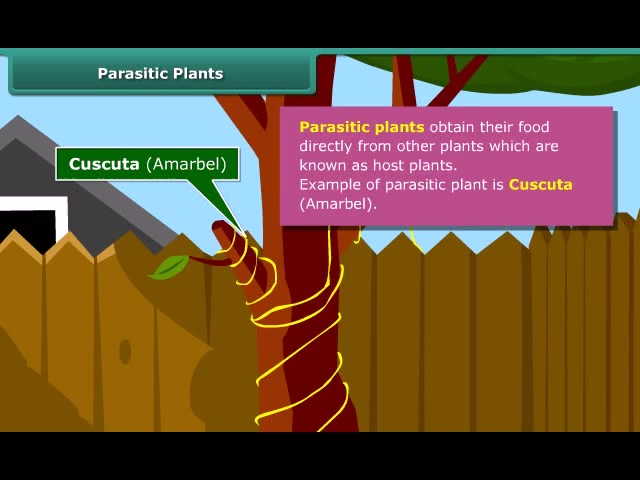 Parasitic Plants
Parasitic plants obtain their food
directly from other plants which are
known as host plants.
Example of parasitic plant is Cuscuta
(Amarbel).
Cuscuta (Amarbel)